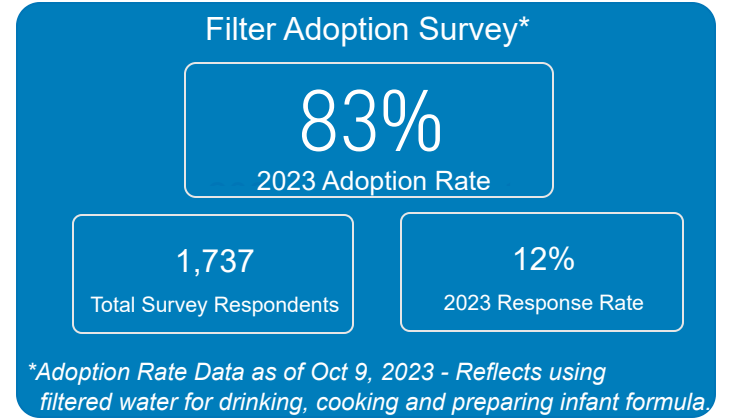 Filter Adoption Survey*
83%
2023 Adoption Rate
1,737
Total Survey Respondents
12%
2023 Response Rate
*Adoption Rate Data as of Oct 9, 2023 - Reflects using
filtered water for drinking, cooking and preparing infant formula.